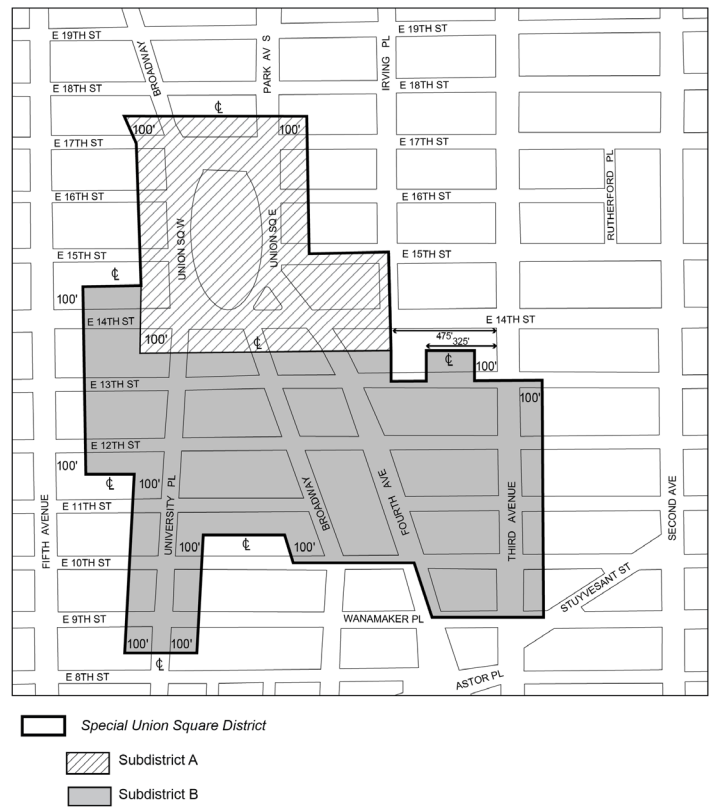 E 19TH ST
BROADWAY
PARK AV S
IRVING PL
E 19TH ST
E 18TH ST
E 18TH ST
℄
100'
100'
E 17TH ST
E 17TH ST
RUTHERFORD PL
E 16TH ST
E 16TH ST
UNION SQ W
UNION SQ E
E 15TH ST
E 15TH ST
℄
100'
E 14TH ST
E 14TH ST
475'
325'
100'
℄
℄
100'
E 13TH ST
100'
E 12TH ST
100'
℄
100'
FIFTH AVENUE
UNIVERSITY PL
BROADWAY
FOURTH AVE
THIRD AVENUE
SECOND AVE
E 11TH ST
100'
℄
100'
E 10TH ST
STUYVESANT ST
E 9TH ST
WANAMAKER PL
100'
100'
℄
E 8TH ST
ASTOR PL
Special Union Square District
Subdistrict A
Subdistrict B